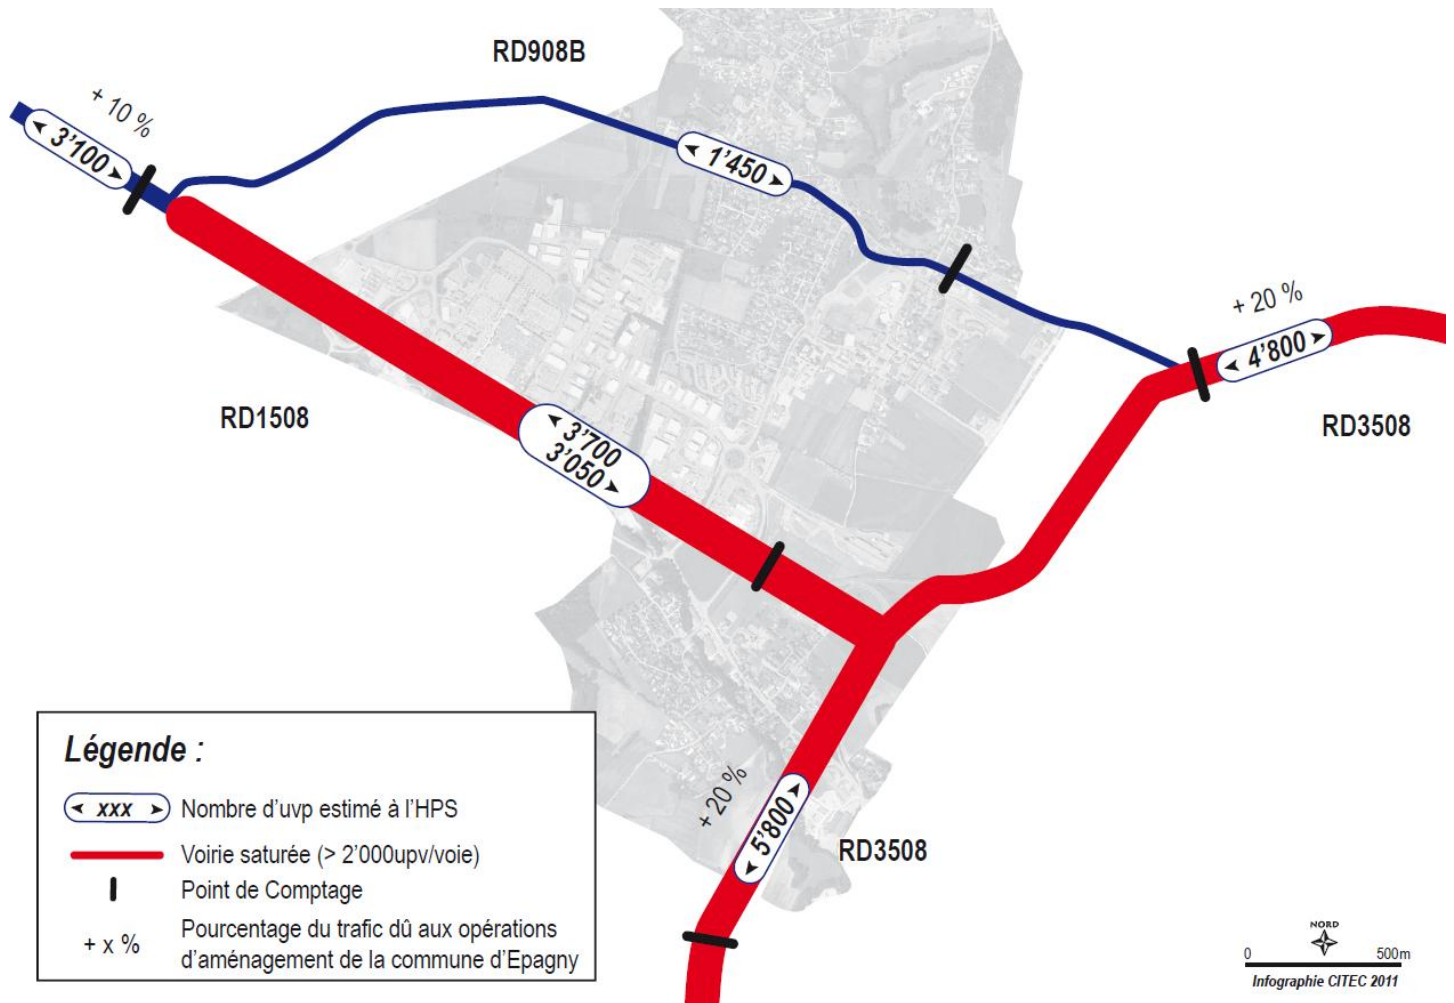 RD908B
+ 10 %
3'100
1'450
+ 20 %
4'800
RD3508
RD1508
3'700
3'050
+ 20 %
5'800
RD3508
Légende :
xxx Nombre d'uvp estimé à l'HPS
Voirie saturée (> 2'000upv/voie)
Point de Comptage
+ x % Pourcentage du trafic dû aux opérations
d'aménagement de la commune d'Epagny
NORD
0 500m
Infographie CITEC 2011